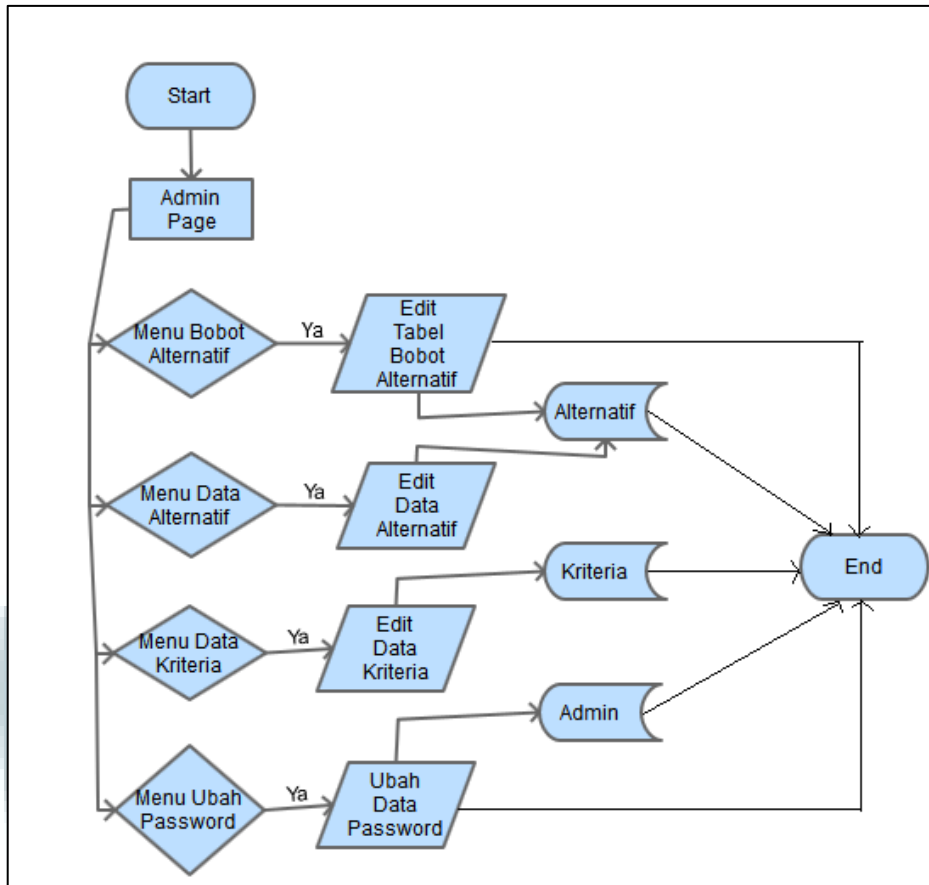 Start
Admin
Page
Menu Bobot
Alternatif
Ya
Edit
Tabel
Bobot
Alternatif
Alternatif
Menu Data
Alternatif
Ya
Edit
Data
Alternatif
Kriteria
End
Menu Data
Kriteria
Ya
Edit
Data
Kriteria
Admin
Menu Ubah
Password
Ya
Ubah
Data
Password